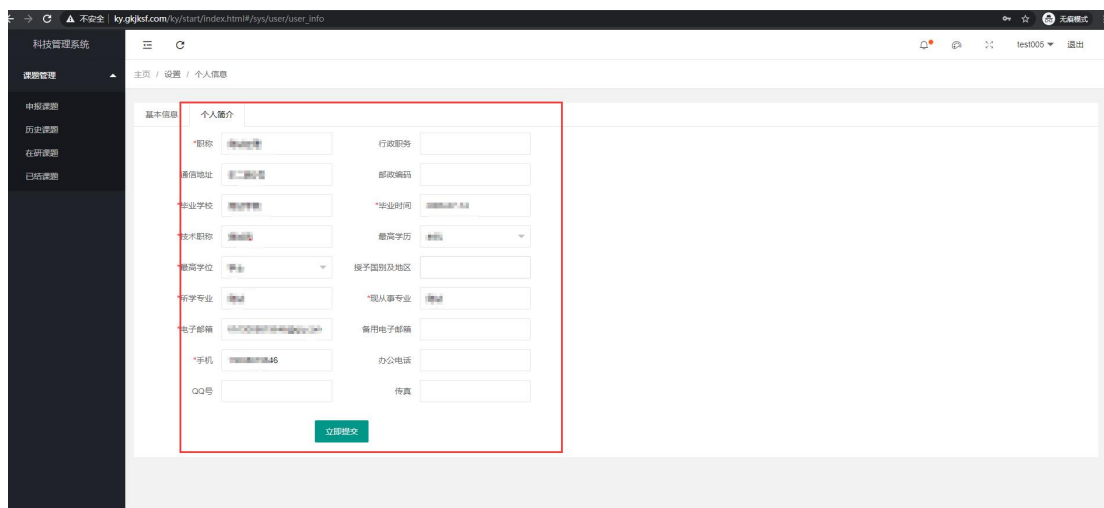 不安全 ky.gkjksf.com/ky/start/index.html#/sys/user/user_info 无痕模式
科技管理系统 test005 退出
课题管理 主页 / 设置 / 个人信息
申报课题
历史课题
在研课题
已结课题
基本信息 个人简介
*职称 行政职务
通信地址 邮政编码
*毕业学校 *毕业时间
*技术职称 最高学历
*最高学位 授予国别及地区
*所学专业 *现从事专业
*电子邮箱 备用电子邮箱
*手机 46 办公电话
QQ号 传真
立即提交